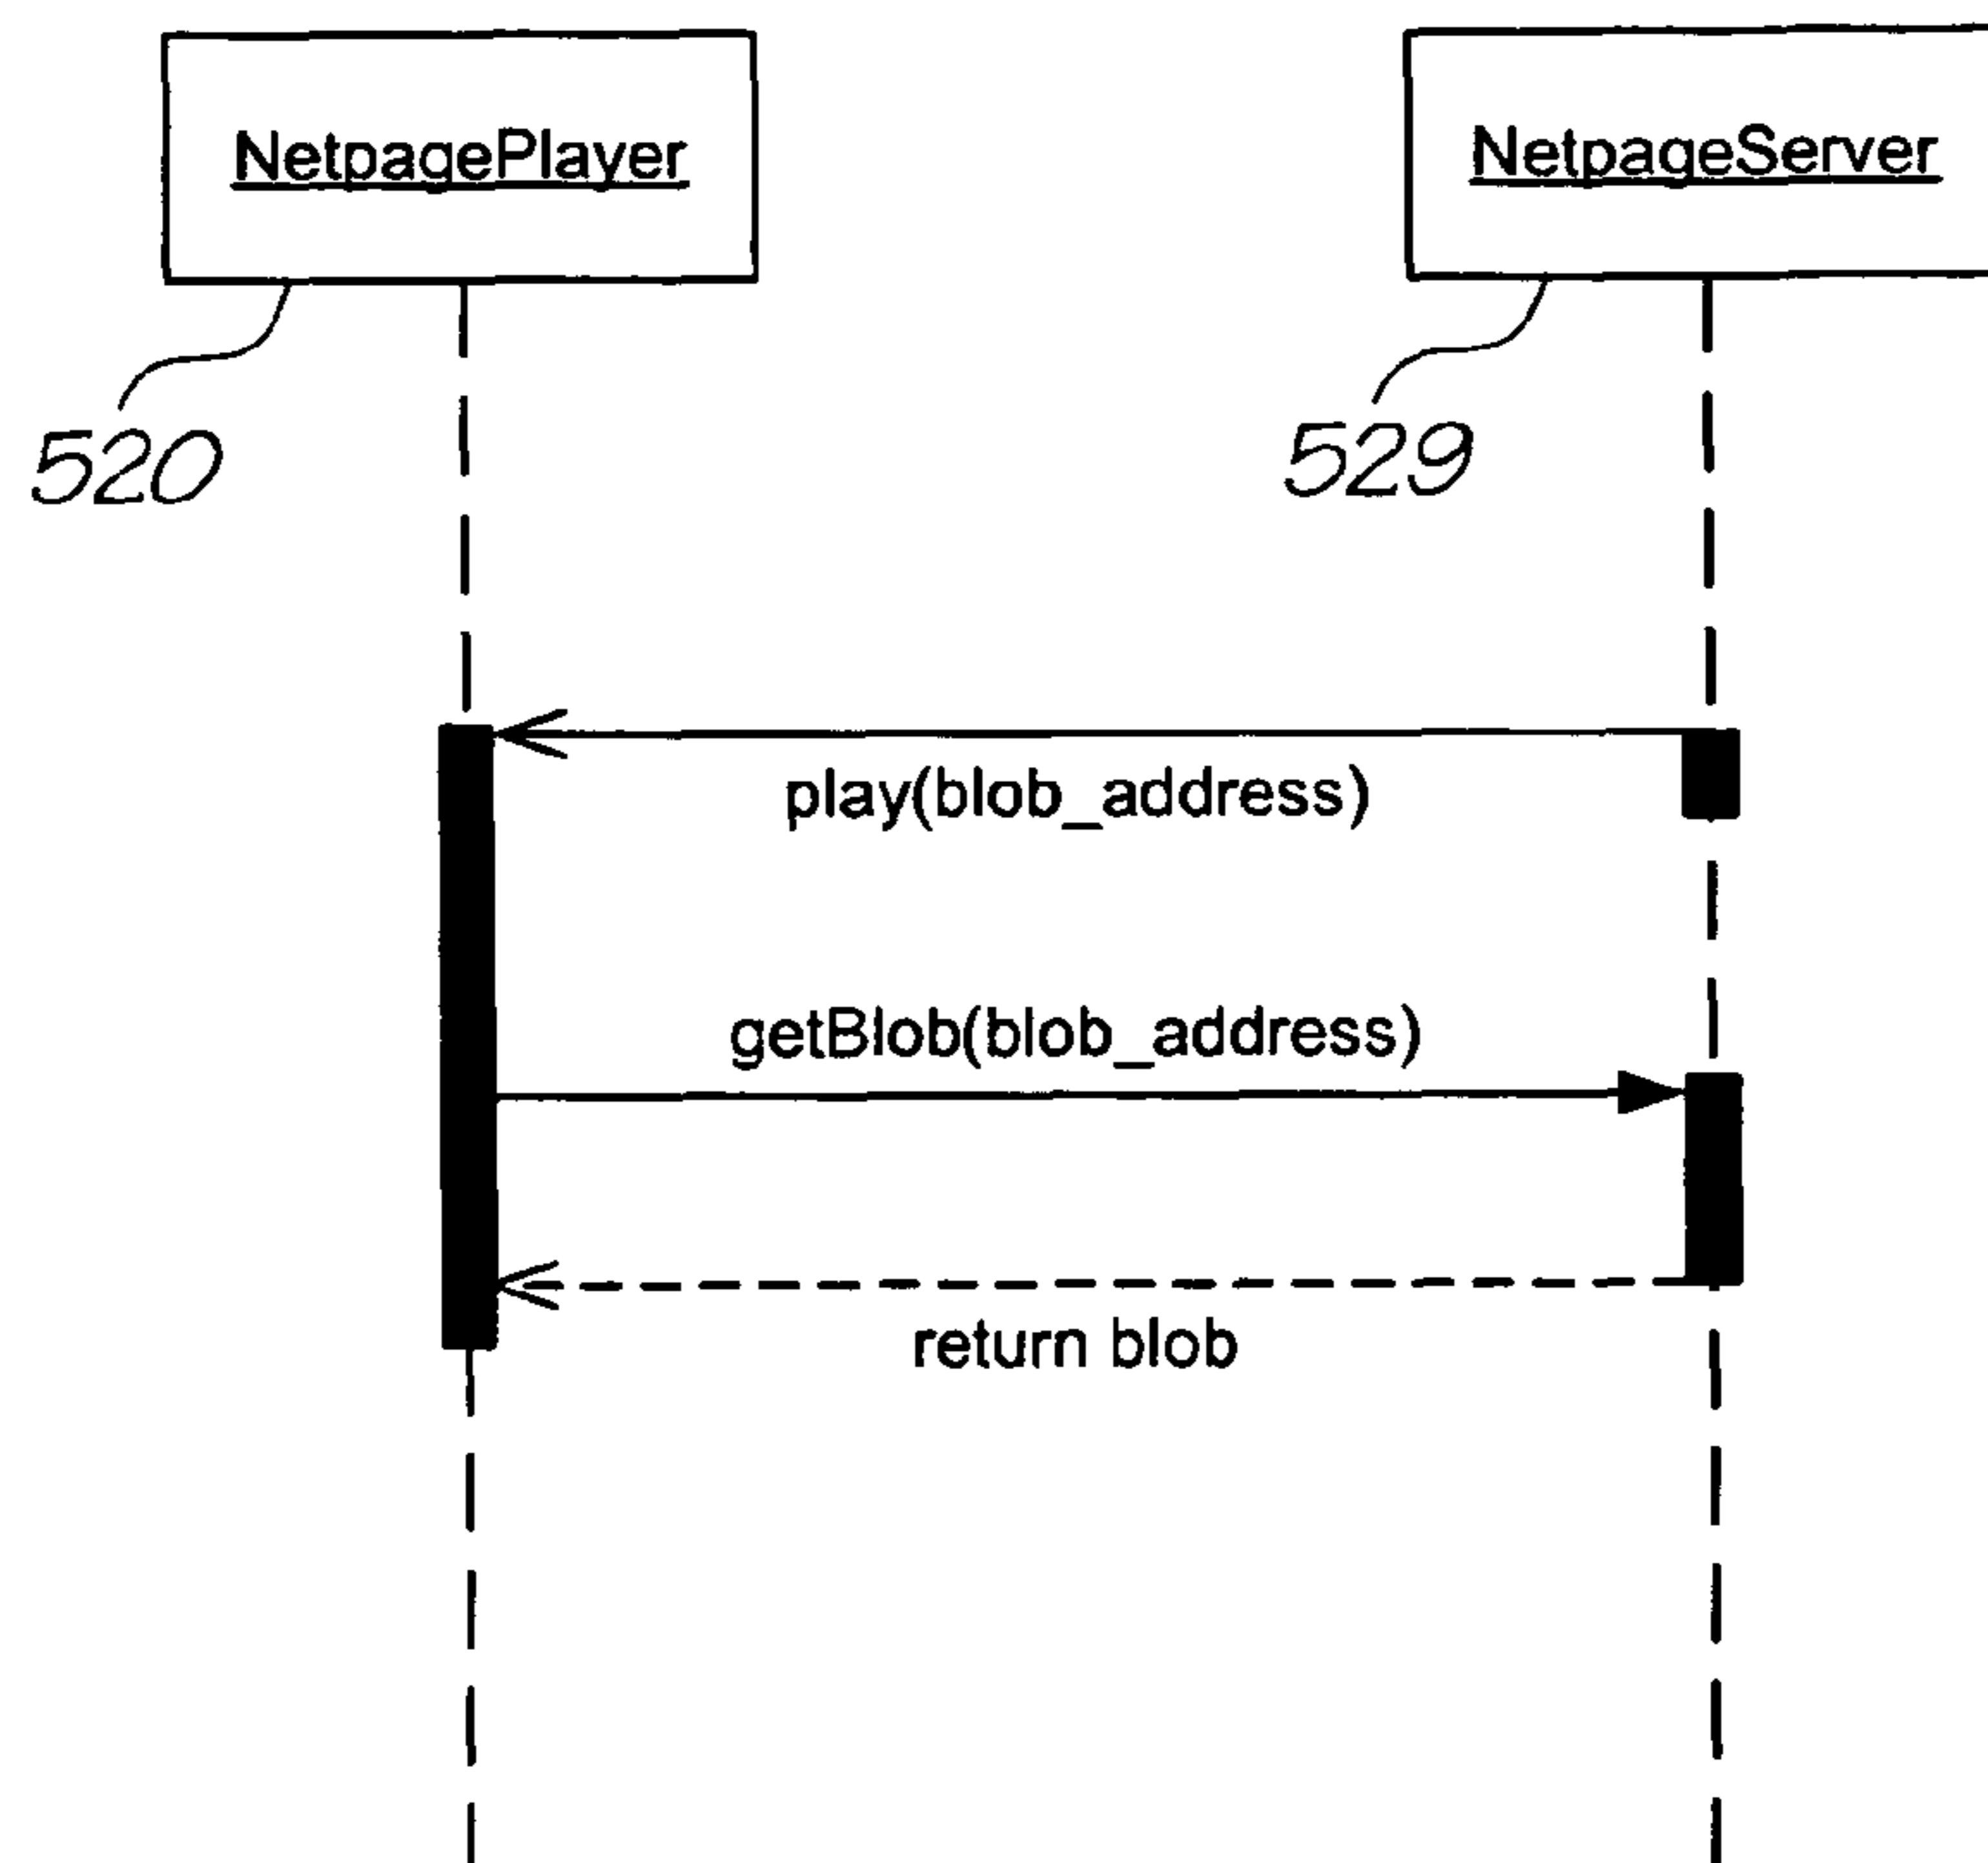 NetpagePlayer
NetpageServer
520
529
play(blob_address)
getBlob(blob_address)
return blob